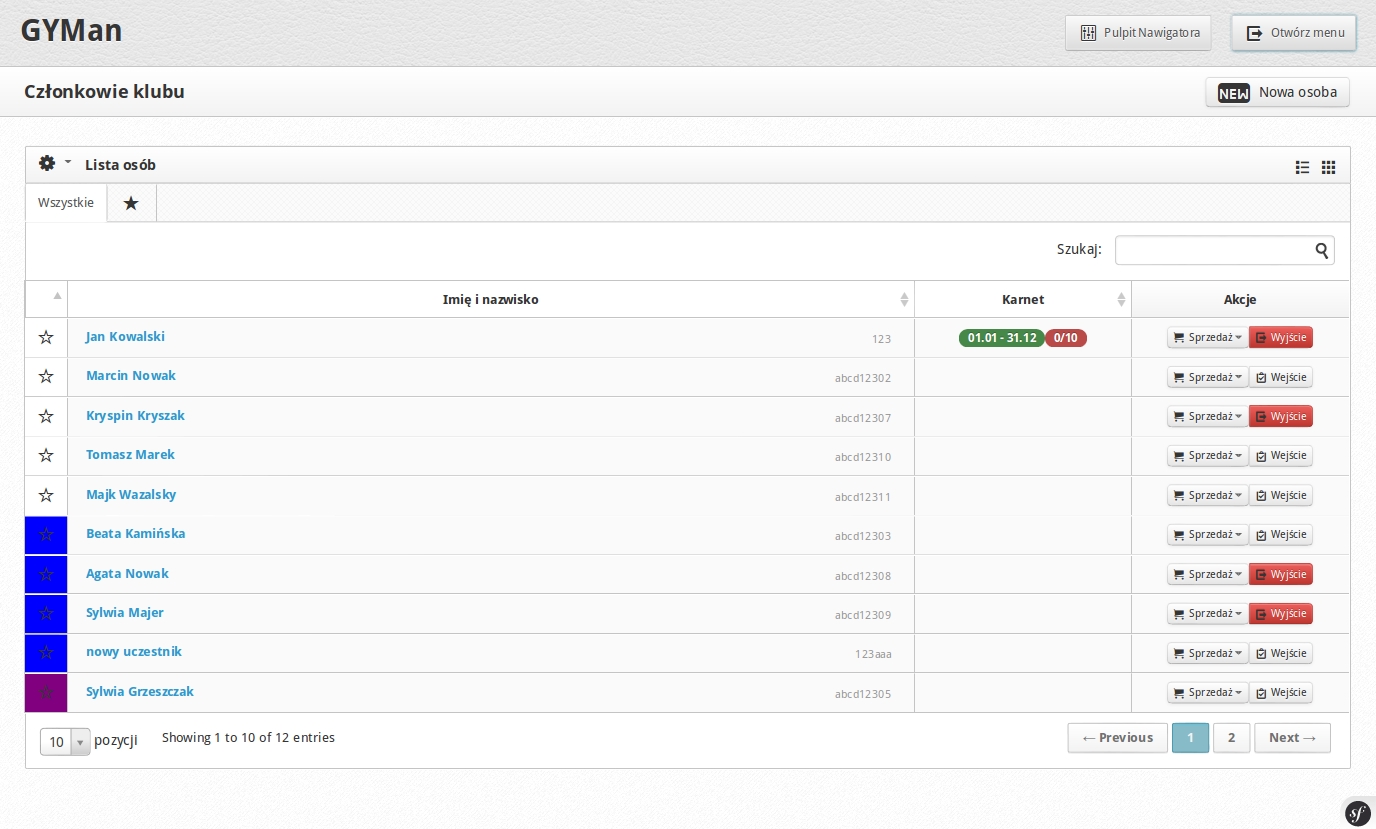 GYMan
Pulpit Nawigatora
Otwórz menu
Członkowie klubu
NEW Nowa osoba
Lista osób
Wszystkie
Szukaj:
Imię i nazwisko Karnet Akcje
Jan Kowalski 123 01.01 - 31.12 0/10 Sprzedaż Wyjście
Marcin Nowak abcd12302 Sprzedaż Wejście
Kryspin Kryszak abcd12307 Sprzedaż Wyjście
Tomasz Marek abcd12310 Sprzedaż Wejście
Majk Wazalsky abcd12311 Sprzedaż Wejście
Beata Kamińska abcd12303 Sprzedaż Wejście
Agata Nowak abcd12308 Sprzedaż Wyjście
Sylwia Majer abcd12309 Sprzedaż Wyjście
nowy uczestnik 123aaa Sprzedaż Wejście
Sylwia Grzeszczak abcd12305 Sprzedaż Wejście
10 pozycji Showing 1 to 10 of 12 entries ← Previous 1 2 Next →
sf